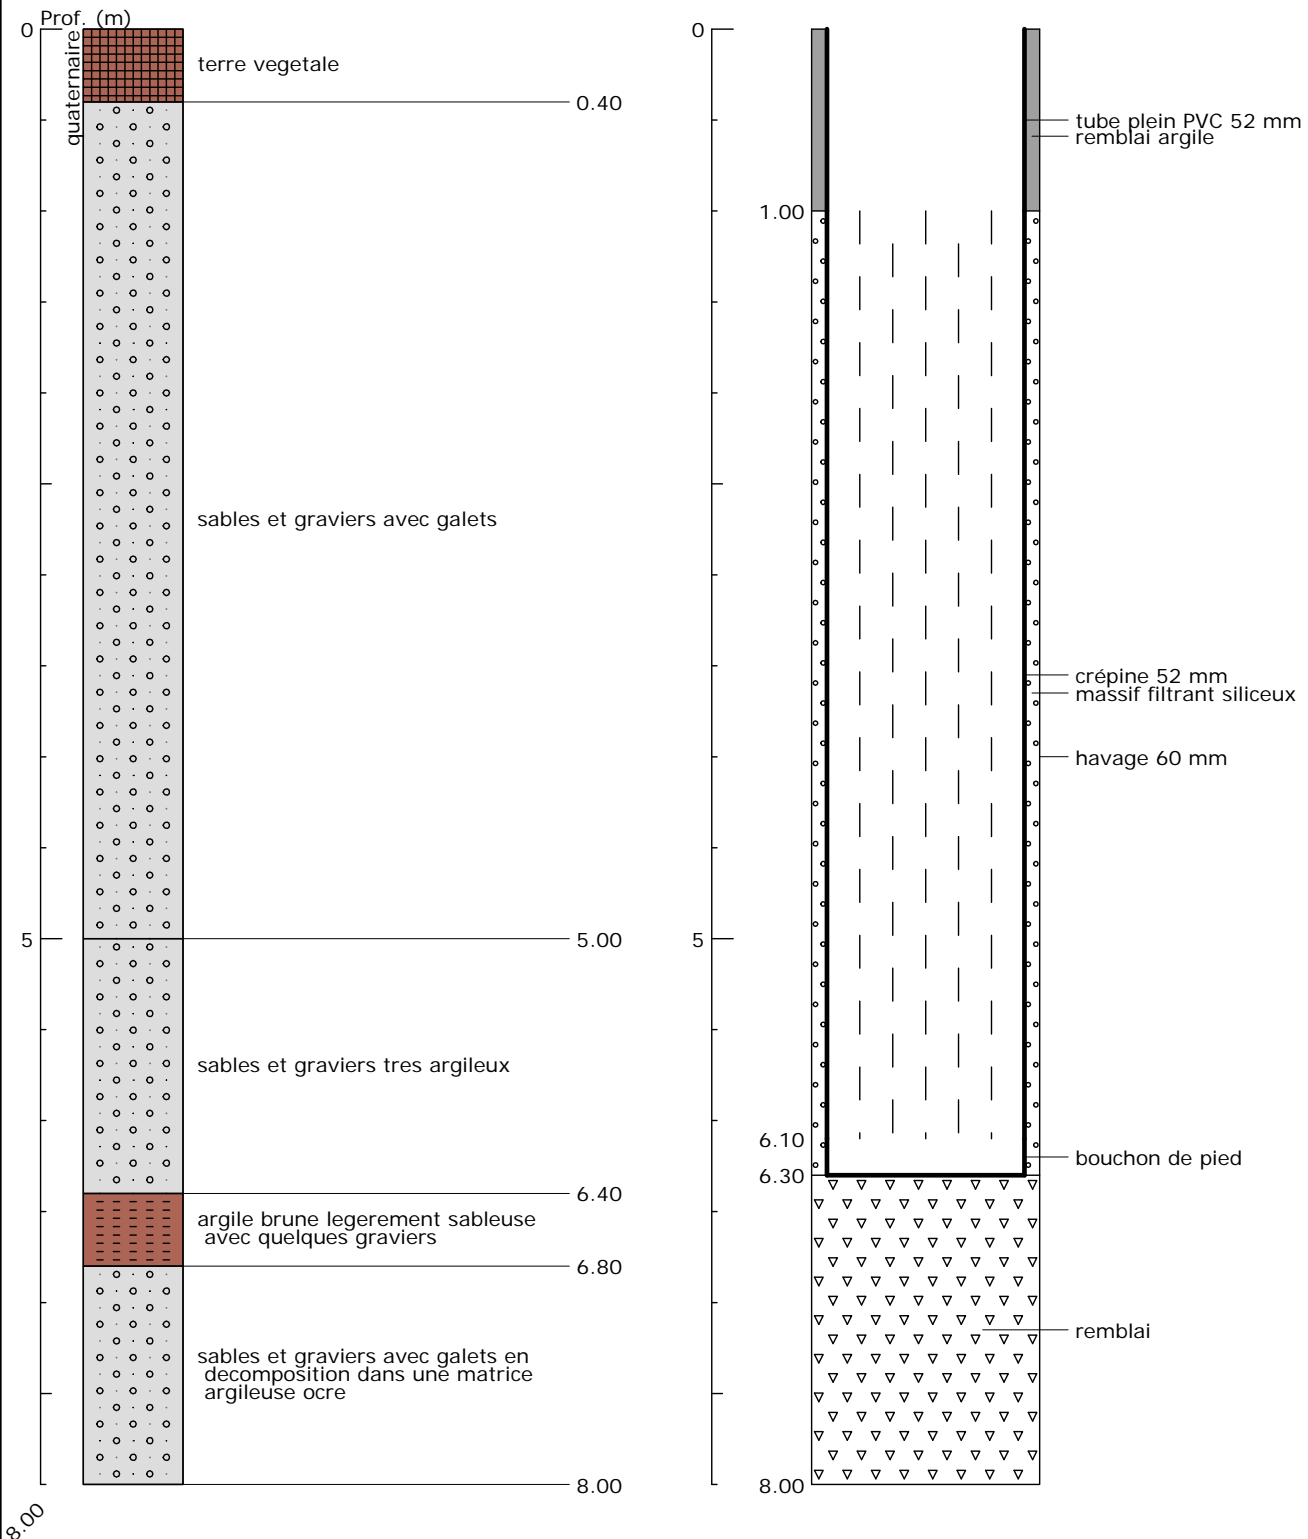 Prof. (m)
0
quaternaire
terre vegetale
0.40
sables et graviers avec galets
5
5.00
sables et graviers tres argileux
6.40
argile brune legerement sableuse
avec quelques graviers
6.80
sables et graviers avec galets en
decomposition dans une matrice
argileuse ocre
8.00
8.00
0
tube plein PVC 52 mm
remblai argile
1.00
crépine 52 mm
massif filtrant siliceux
havage 60 mm
5
6.10
bouchon de pied
6.30
remblai
8.00